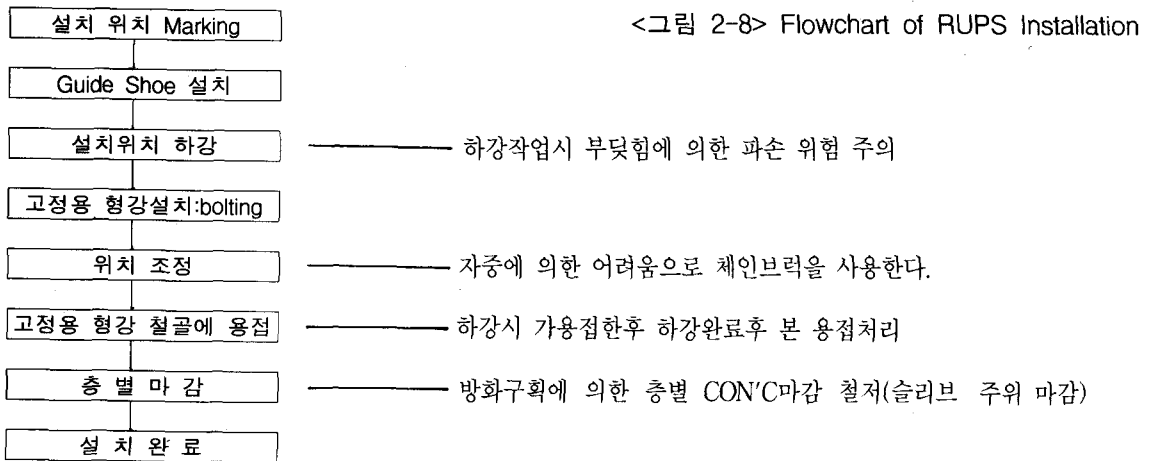 설치 위치 Marking
<그림 2-8> Flowchart of RUPS Installation
Guide Shoe 설치
설치위치 하강
하강작업시 부딪힘에 의한 파손 위험 주의
고정용 형강설치:bolting
위치 조정
자중에 의한 어려움으로 체인브럭을 사용한다.
고정용 형강 철골에 용접
하강시 가용접한후 하강완료후 본 용접처리
층 별 마 감
방화구획에 의한 층별 CON'C마감 철저(슬리브 주위 마감)
설 치 완 료